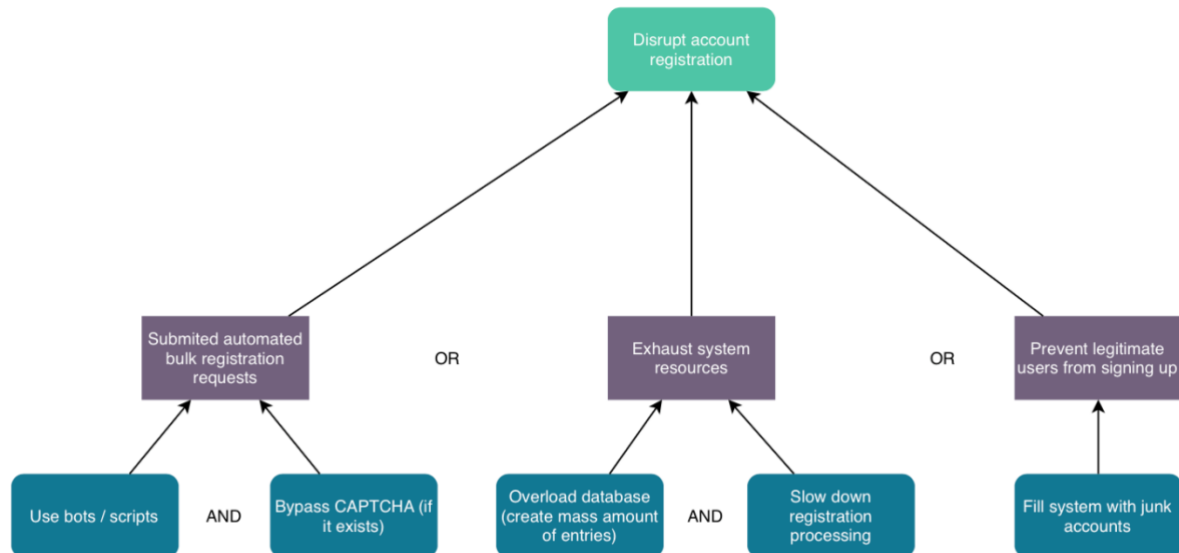 Disrupt account
registration
Submited automated
bulk registration
requests
OR
Exhaust system
resources
OR
Prevent legitimate
users from signing up
Use bots / scripts
AND
Bypass CAPTCHA (if
it exists)
Overload database
(create mass amount
of entries)
AND
Slow down
registration
processing
Fill system with junk
accounts